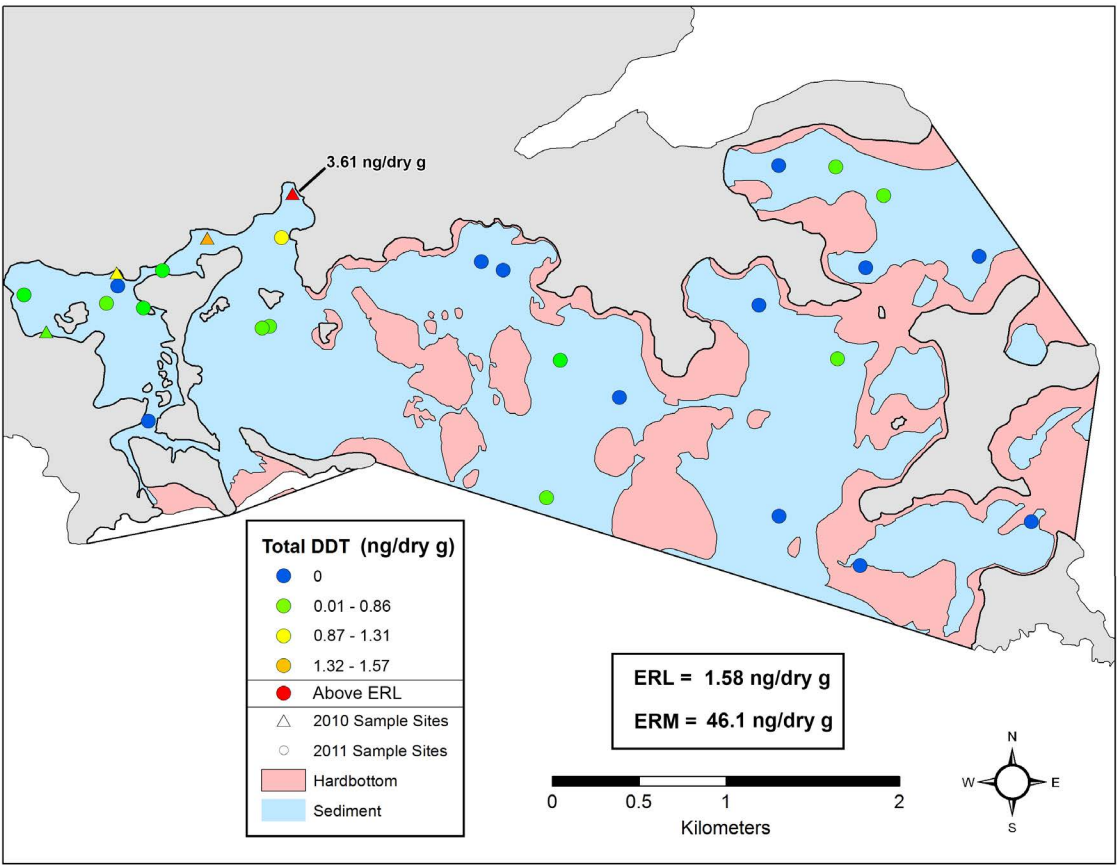 3.61 ng/dry g
Total DDT (ng/dry g)
0
0.01 - 0.86
0.87 - 1.31
1.32 - 1.57
Above ERL
2010 Sample Sites
2011 Sample Sites
Hardbottom
Sediment
ERL = 1.58 ng/dry g
ERM = 46.1 ng/dry g
0 0.5 1 2
Kilometers
N
W E
S